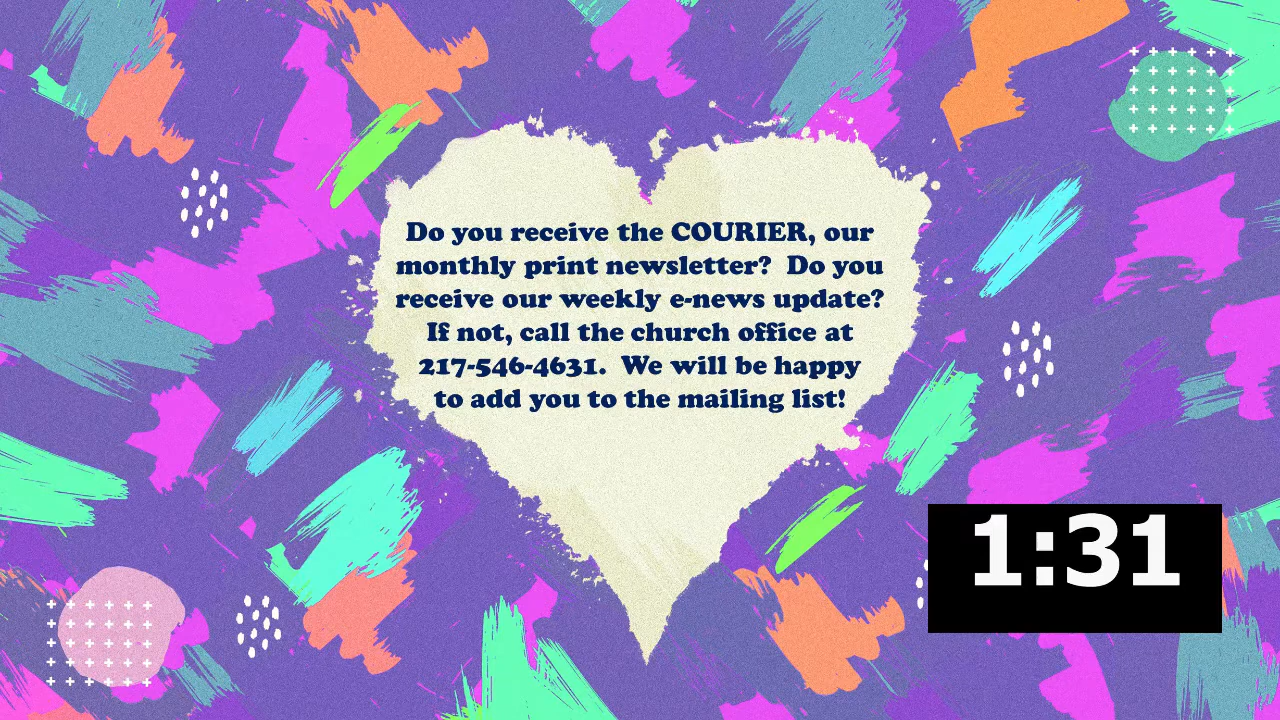 Do you receive the COURIER, our
monthly print newsletter?  Do you
receive our weekly e-news update?
If not, call the church office at
217-546-4631.  We will be happy
to add you to the mailing list!
1:31